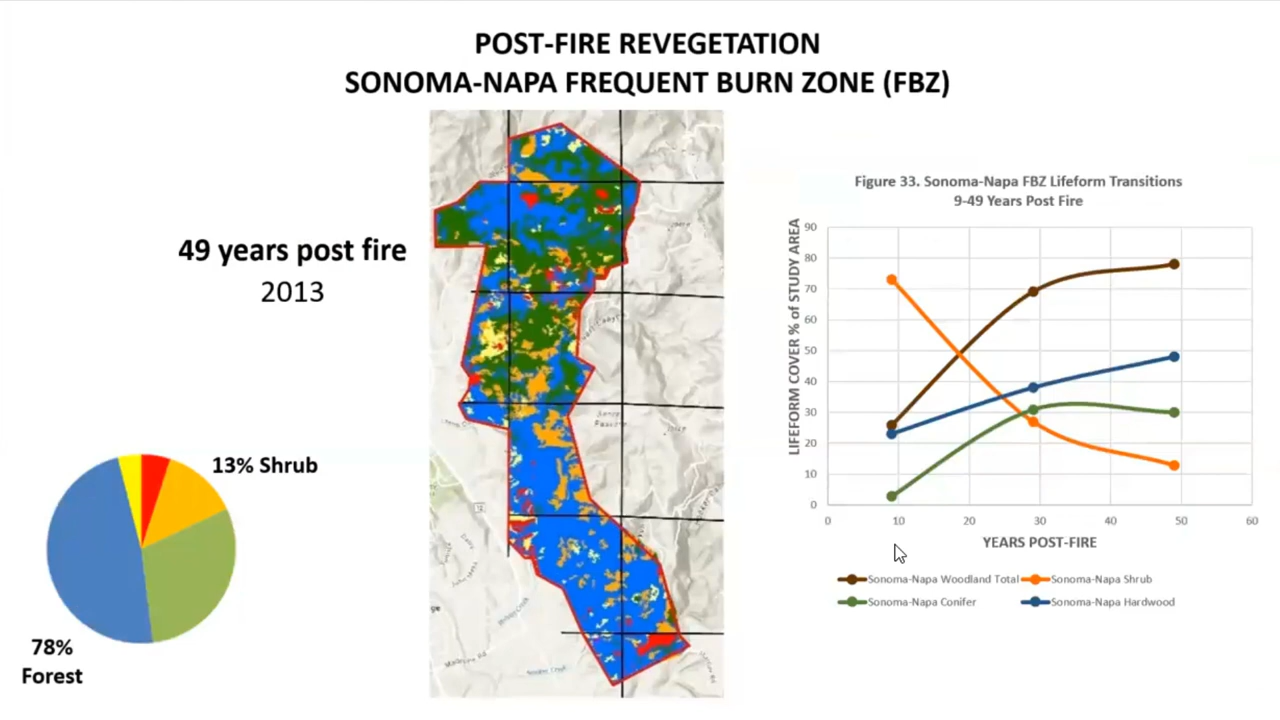 POST-FIRE REVEGETATION
SONOMA-NAPA FREQUENT BURN ZONE (FBZ)
49 years post fire
2013
13% Shrub
78%
Forest
Figure 33. Sonoma-Napa FBZ Lifeform Transitions
9-49 Years Post Fire
LIFEFORM COVER % of STUDY AREA
90
80
70
60
50
40
30
20
10
0
0 10 20 30 40 50 60
YEARS POST-FIRE
Sonoma-Napa Woodland Total
Sonoma-Napa Shrub
Sonoma-Napa Conifer
Sonoma-Napa Hardwood
12